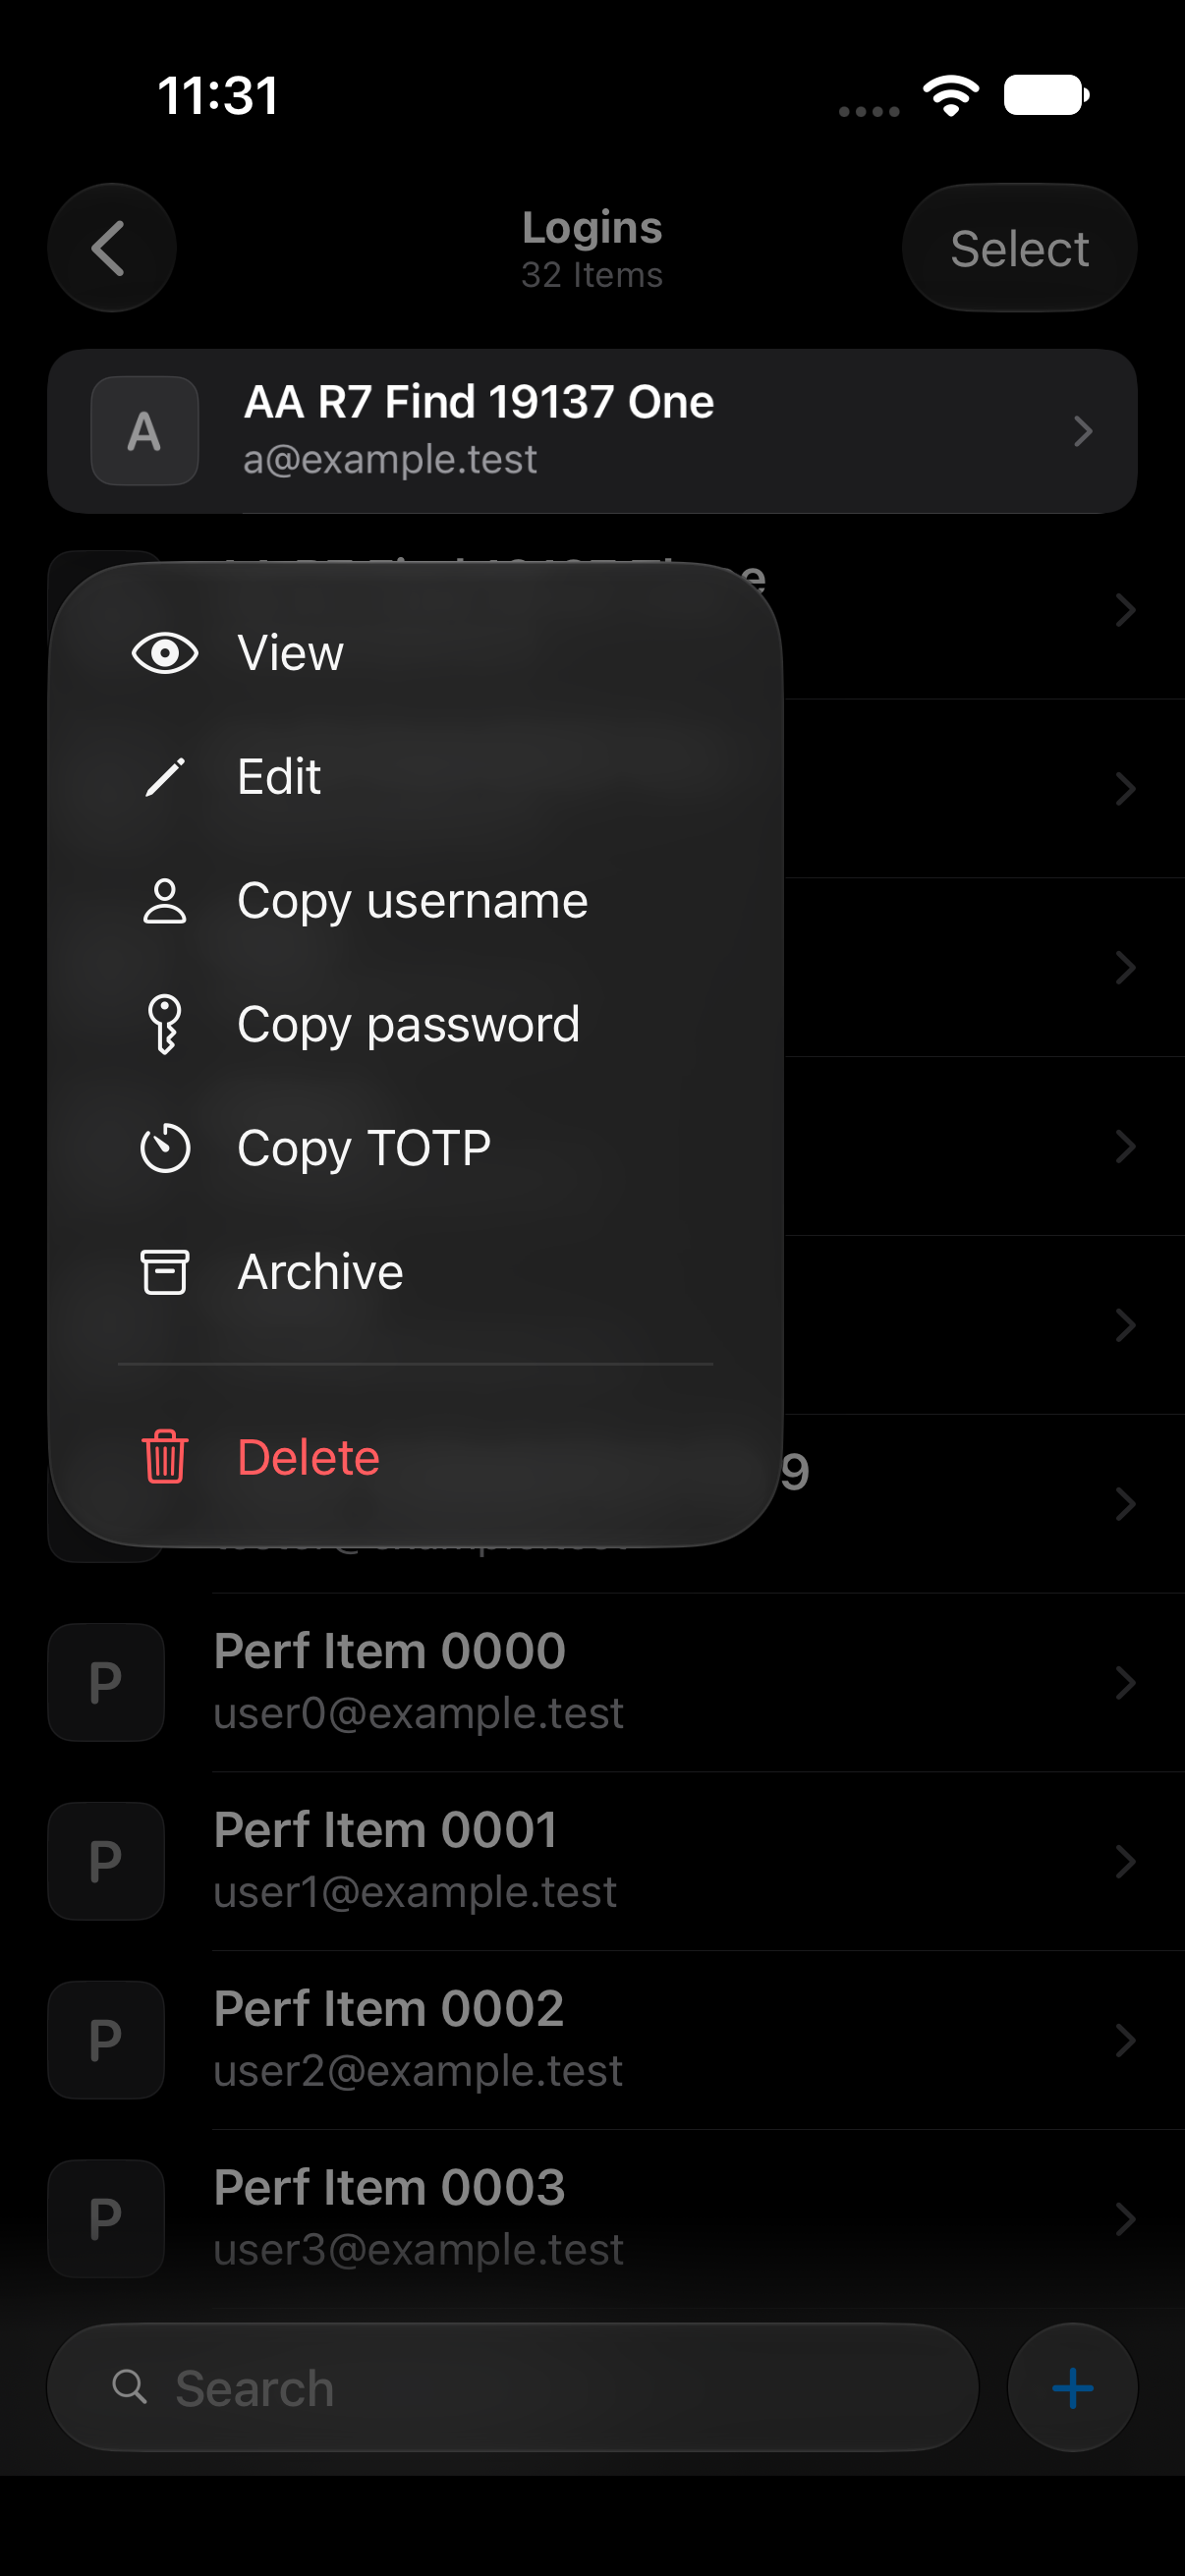 11:31
Logins
32 Items
Select
A
AA R7 Find 19137 One
a@example.test
View
Edit
Copy username
Copy password
Copy TOTP
Archive
Delete
9
P
Perf Item 0000
user0@example.test
P
Perf Item 0001
user1@example.test
P
Perf Item 0002
user2@example.test
P
Perf Item 0003
user3@example.test
Search